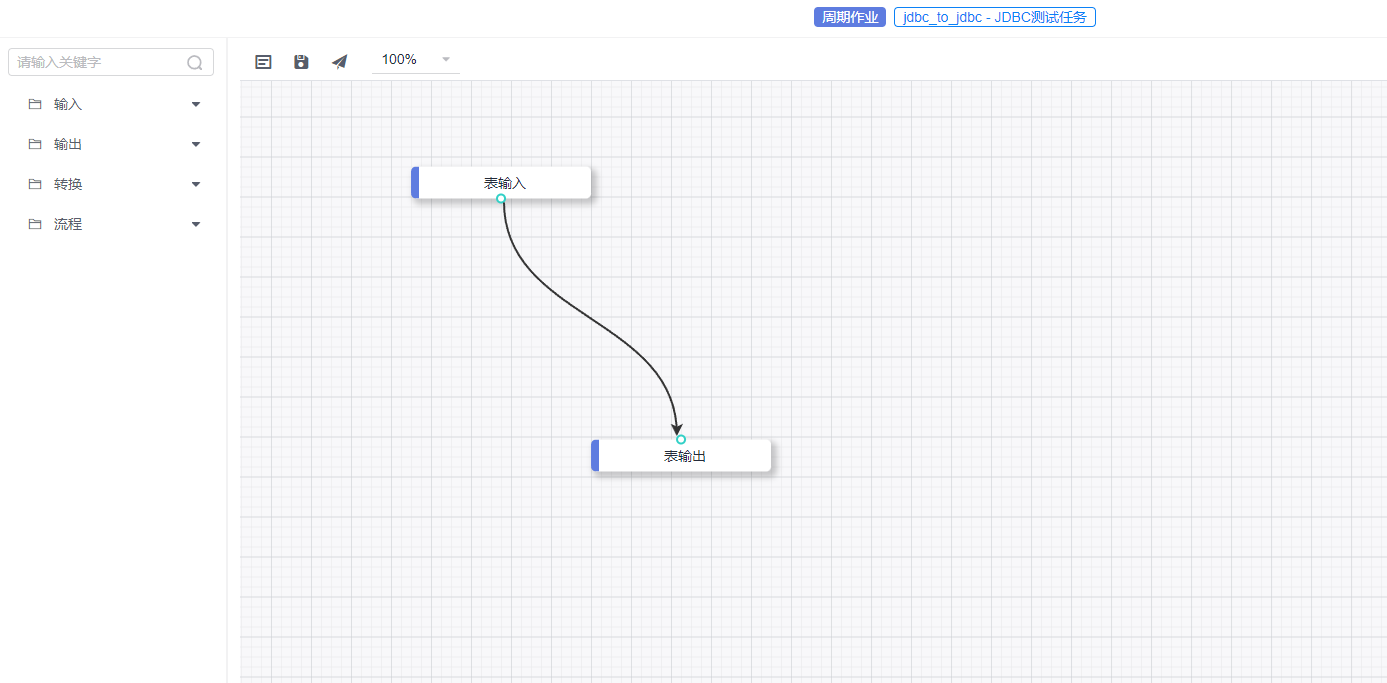 周期作业
jdbc_to_jdbc - JDBC测试任务
请输入关键字
100%
输入
输出
转换
流程
表输入
表输出